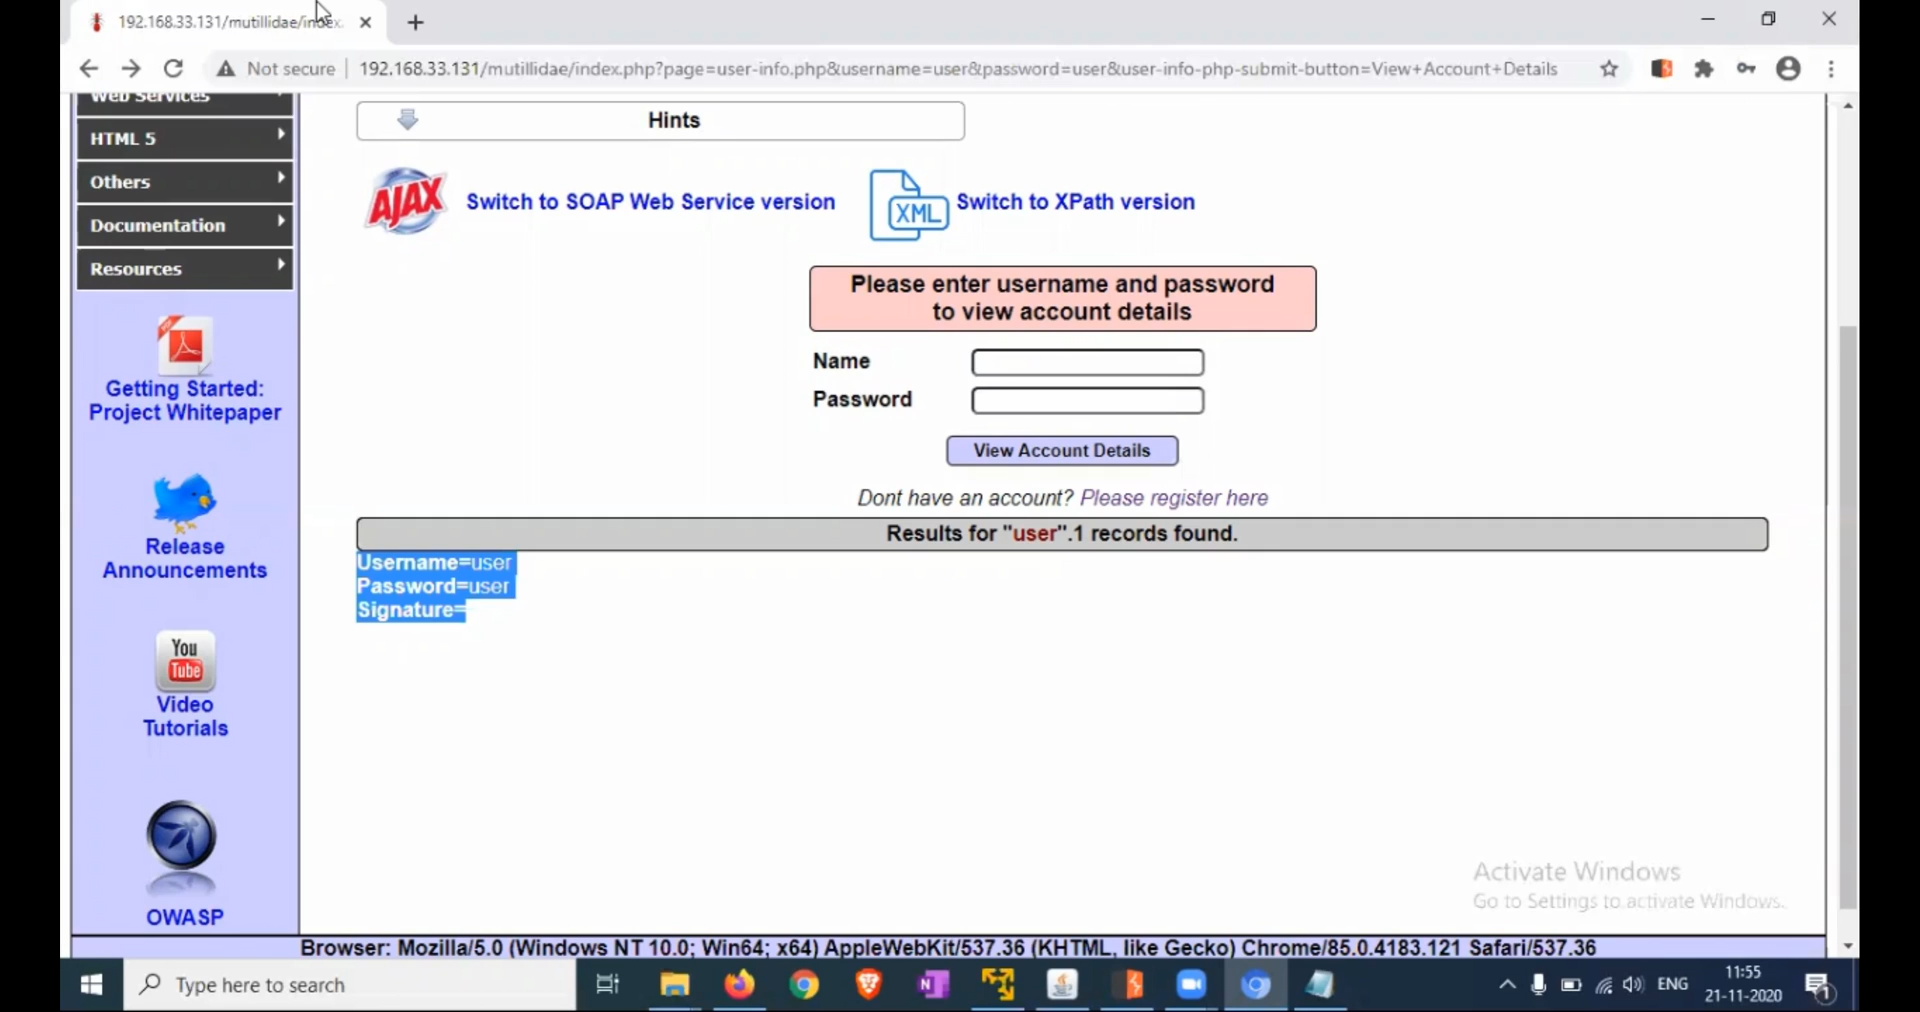 192.168.33.131/mutillidae/index.
Not secure
192.168.33.131/mutillidae/index.php?page=user-info.php&username=user&password=user&user-info-php-submit-button=View+Account+Details
Web Services
HTML 5
Others
Documentation
Resources
Getting Started:
Project Whitepaper
Release
Announcements
You
Tube
Video
Tutorials
OWASP
Hints
AJAX
Switch to SOAP Web Service version
XML
Switch to XPath version
Please enter username and password
to view account details
Name
Password
View Account Details
Dont have an account? Please register here
Results for "user".1 records found.
Username=user
Password=user
Signature=
Activate Windows
Go to Settings to activate Windows.
Browser: Mozilla/5.0 (Windows NT 10.0; Win64; x64) AppleWebKit/537.36 (KHTML, like Gecko) Chrome/85.0.4183.121 Safari/537.36
Type here to search
N
ENG
11:55
21-11-2020
1